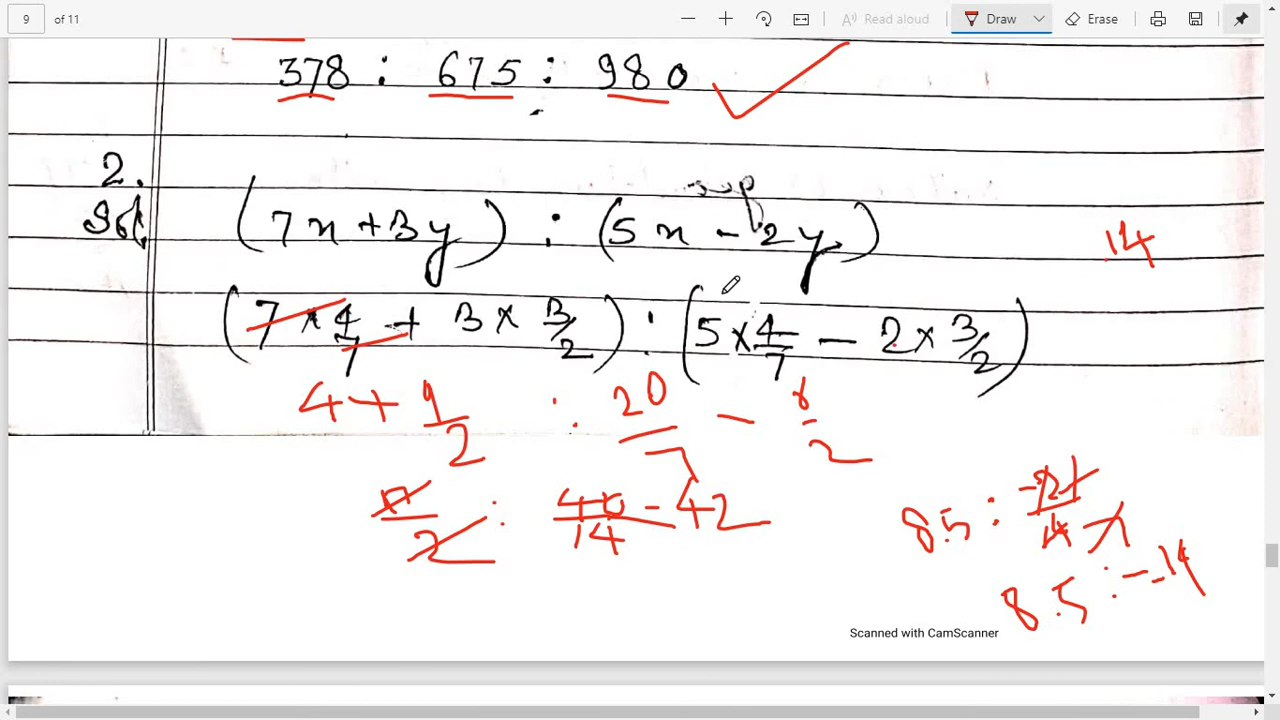 9 of 11 Read aloud Draw Erase
378 : 675 : 980
2.
Sol. (7x + 3y) : (5x - 2y)
.14
(7 × 4/7 + 3 × 3/2) : (5 × 4/7 - 2 × 3/2)
4 + 9/2 : 20/7 - 6/2
17/2 : 40 - 42/14
8.5 : -2/14
8.5 : -.14
Scanned with CamScanner